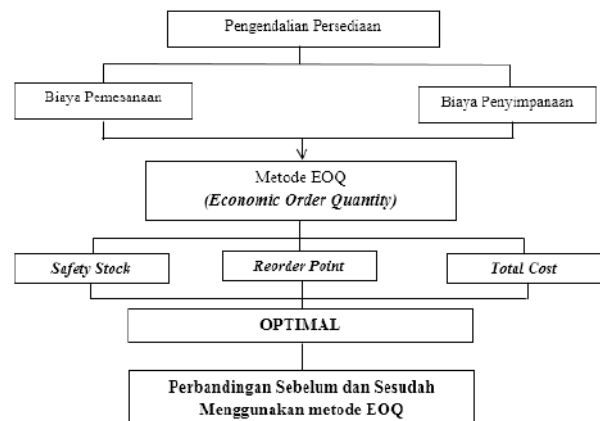 Pengendalian Persediaan
Biaya Pemesanaan
Biaya Penyimpanaan
Metode EOQ
(Economic Order Quantity)
Safety Stock
Reorder Point
Total Cost
OPTIMAL
Perbandingan Sebelum dan Sesudah
Menggunakan metode EOQ